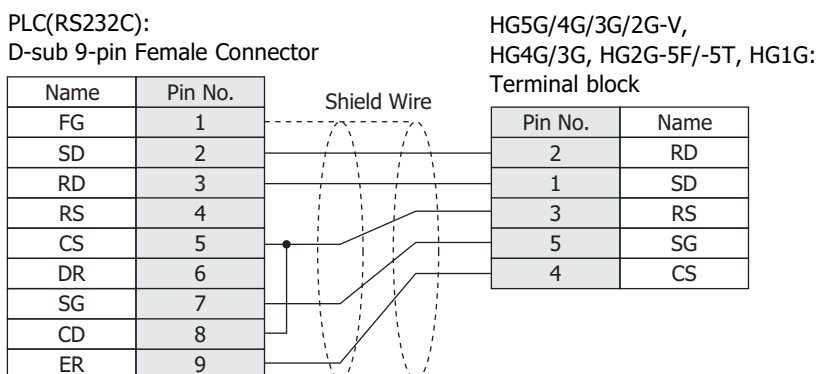 PLC(RS232C):
D-sub 9-pin Female Connector
HG5G/4G/3G/2G-V,
HG4G/3G, HG2G-5F/-5T, HG1G:
Terminal block
Name Pin No.
FG 1
SD 2
RD 3
RS 4
CS 5
DR 6
SG 7
CD 8
ER 9
Shield Wire
Pin No. Name
2 RD
1 SD
3 RS
5 SG
4 CS